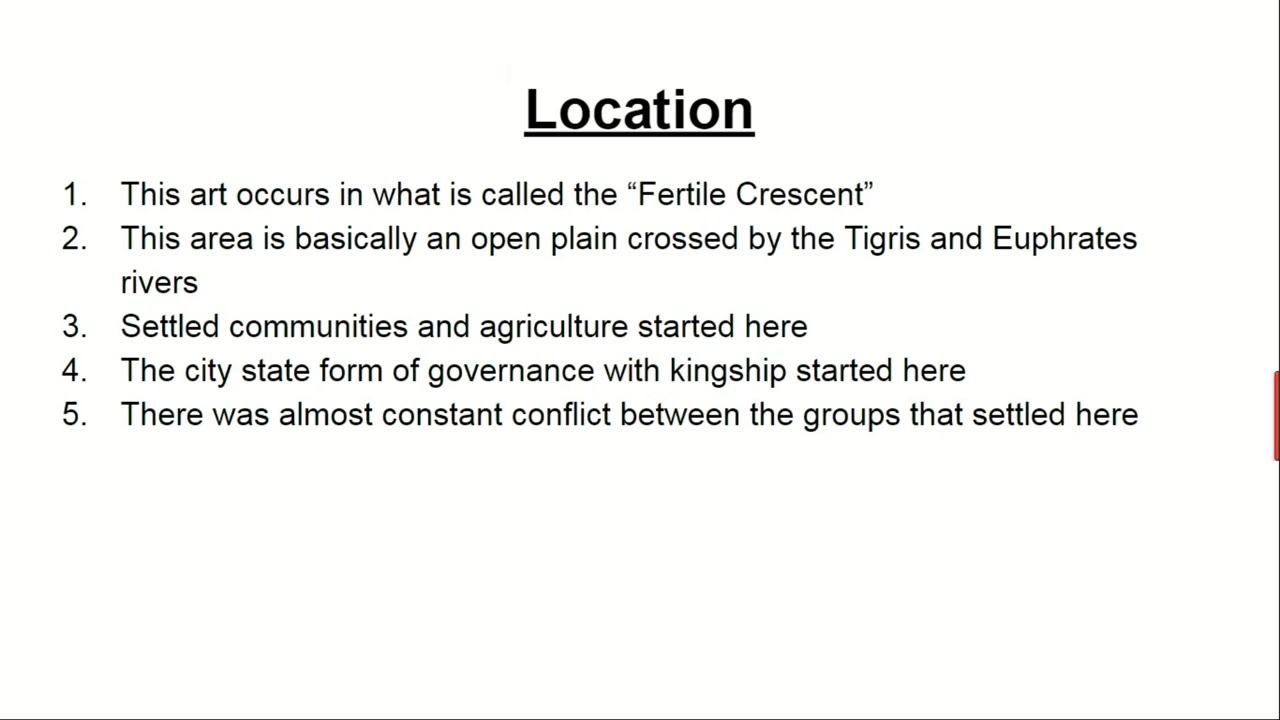 Location
1. This art occurs in what is called the “Fertile Crescent”
2. This area is basically an open plain crossed by the Tigris and Euphrates
rivers
3. Settled communities and agriculture started here
4. The city state form of governance with kingship started here
5. There was almost constant conflict between the groups that settled here